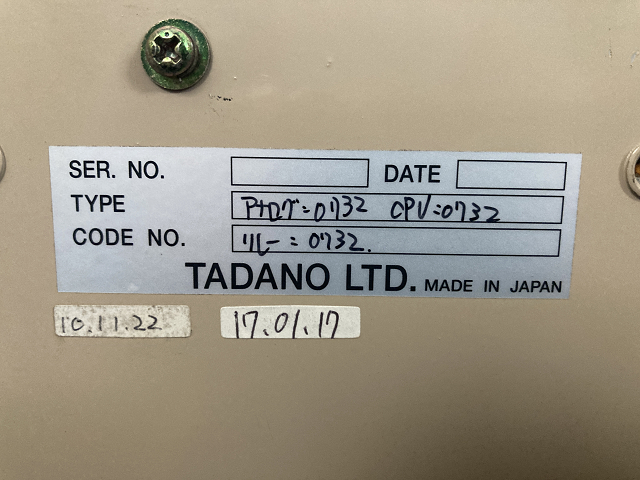 SER. NO. DATE
TYPE アナログ=0732 CPU=0732
CODE NO. リレー=0732.
TADANO LTD. MADE IN JAPAN
10.11.22 17.01.17